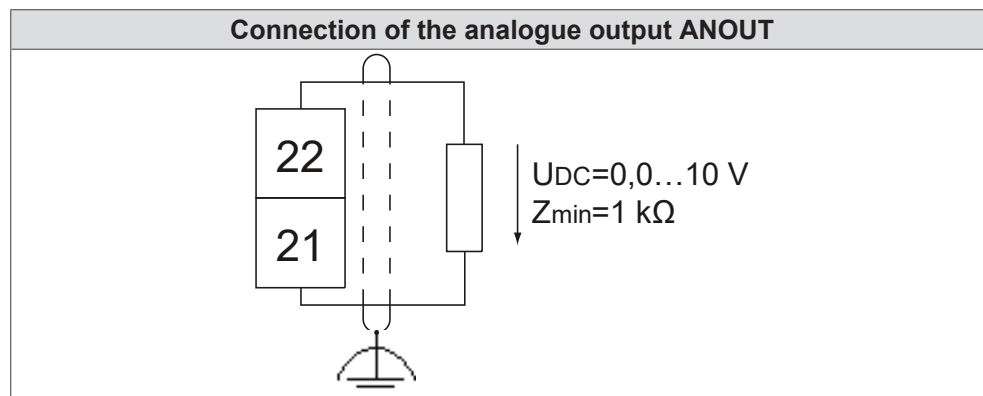 Connection of the analogue output ANOUT
22
21
UDC=0,0...10 V
Zmin=1 kΩ